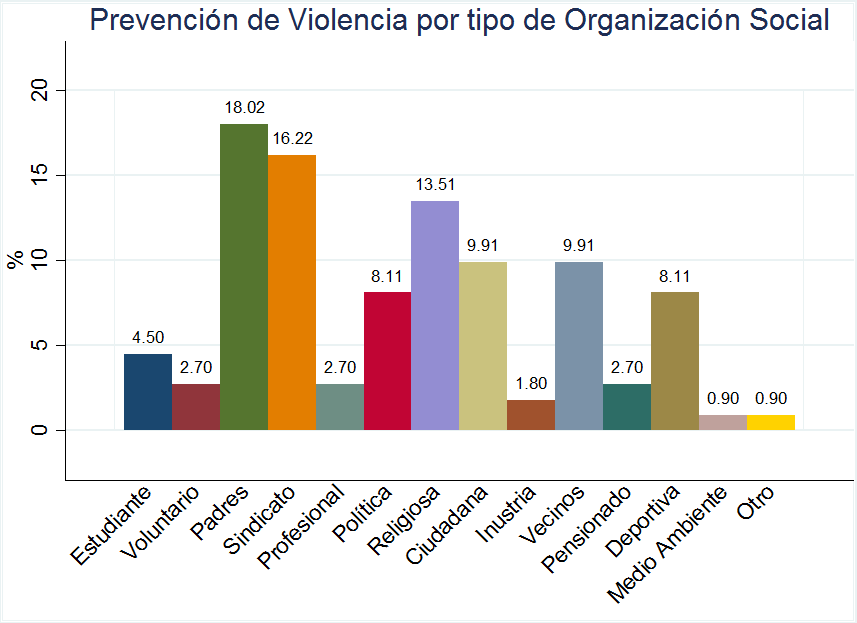 Prevención de Violencia por tipo de Organización Social
%
20
15
10
5
0
4.50
2.70
18.02
16.22
2.70
8.11
13.51
9.91
1.80
9.91
2.70
8.11
0.90
0.90
Estudiante
Voluntario
Padres
Sindicato
Profesional
Política
Religiosa
Ciudadana
Inustria
Vecinos
Pensionado
Deportiva
Medio Ambiente
Otro